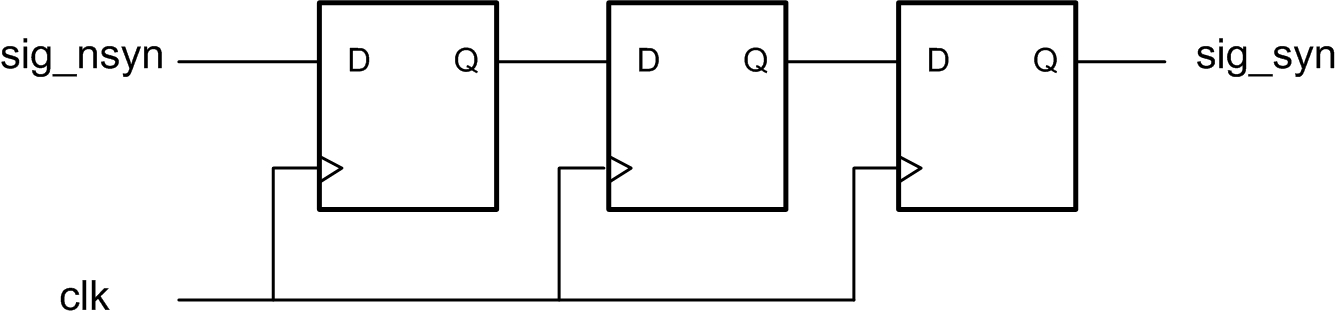 sig_nsyn D Q D Q D Q sig_syn
clk